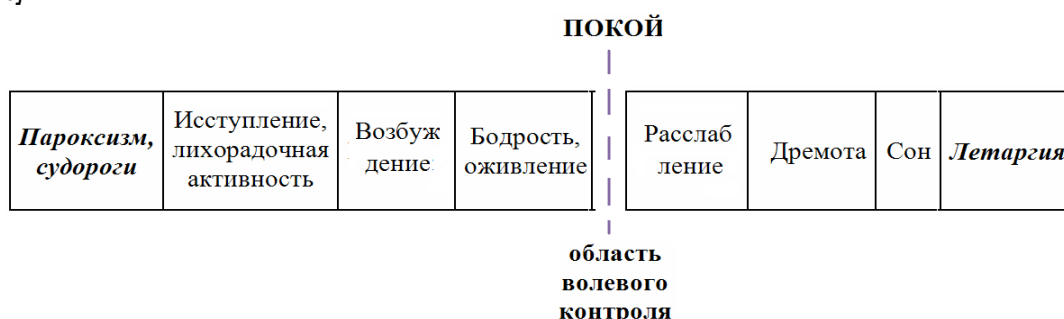 ПОКОЙ
Пароксизм,
судороги
Исступление,
лихорадочная
активность
Возбуж
дение
Бодрость,
оживление
Расслаб
ление
Дремота
Сон
Летаргия
область
волевого
контроля